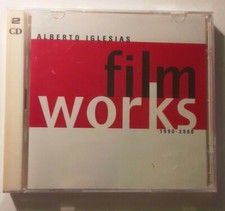 2
CD
ALBERTO IGLESIAS
film
works
1990-2000